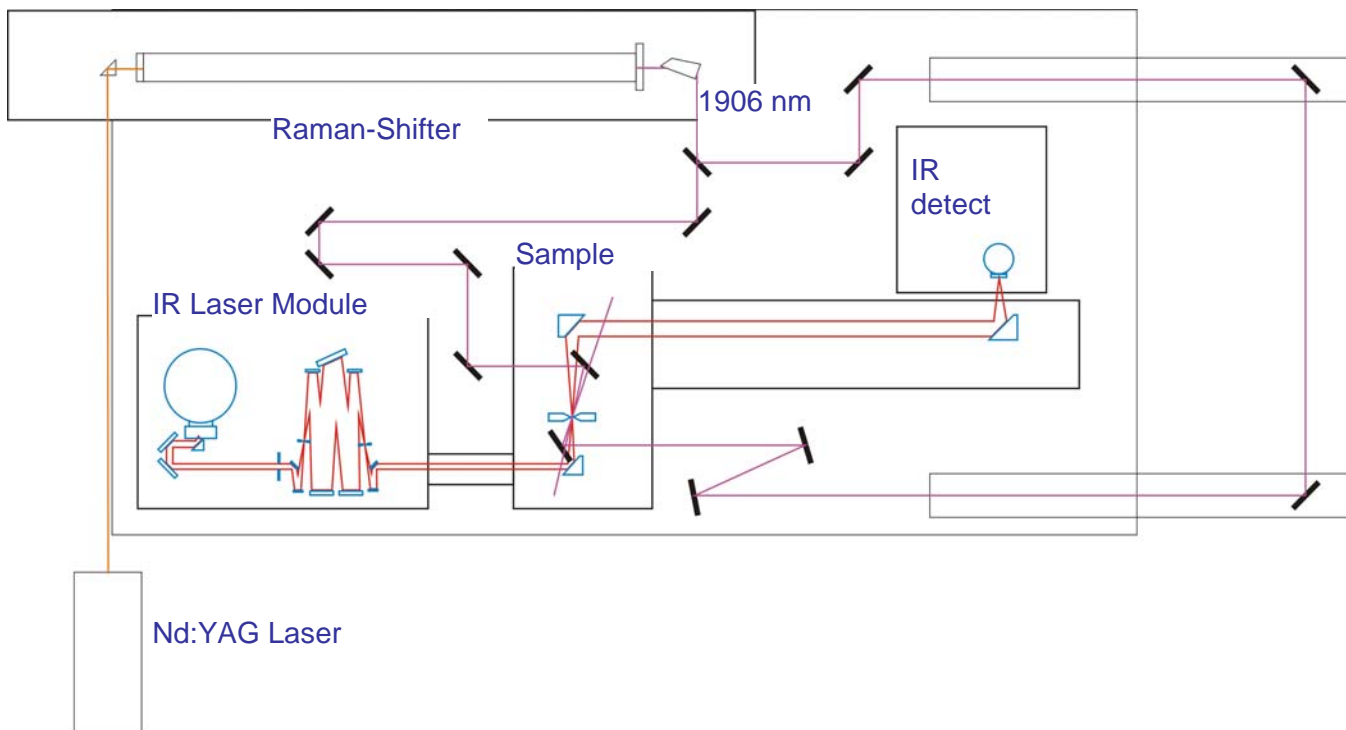 1906 nm
Raman-Shifter
IR
detect
Sample
IR Laser Module
Nd:YAG Laser